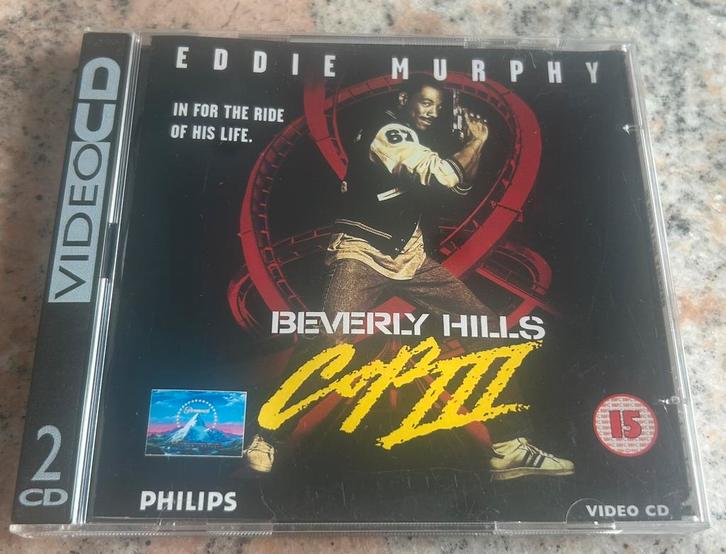 EDDIE MURPHY
IN FOR THE RIDE
OF HIS LIFE.
67
BEVERLY HILLS
COP III
Paramount
15
PHILIPS
VIDEO CD
VIDEO CD
2
CD